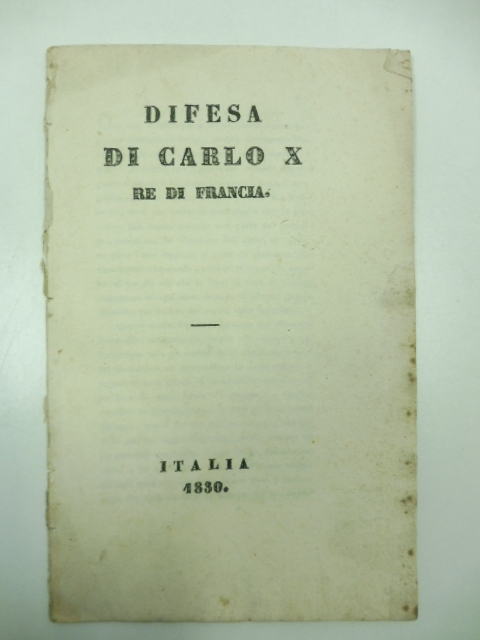 DIFESA
DI CARLO X
RE DI FRANCIA.
ITALIA
1830.